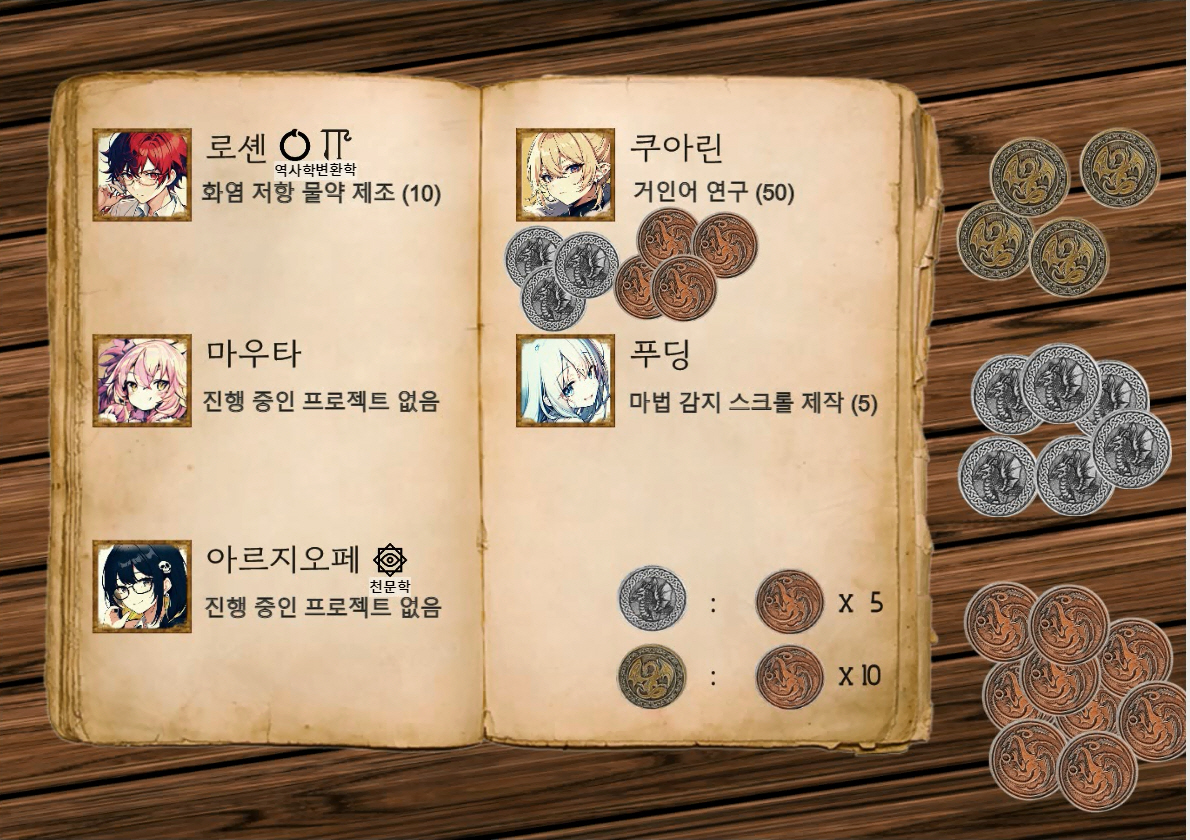 로셴
역사학변환학
화염 저항 물약 제조 (10)
마우타
진행 중인 프로젝트 없음
아르지오페
천문학
진행 중인 프로젝트 없음
쿠아린
거인어 연구 (50)
푸딩
마법 감지 스크롤 제작 (5)
: X 5
: X 10